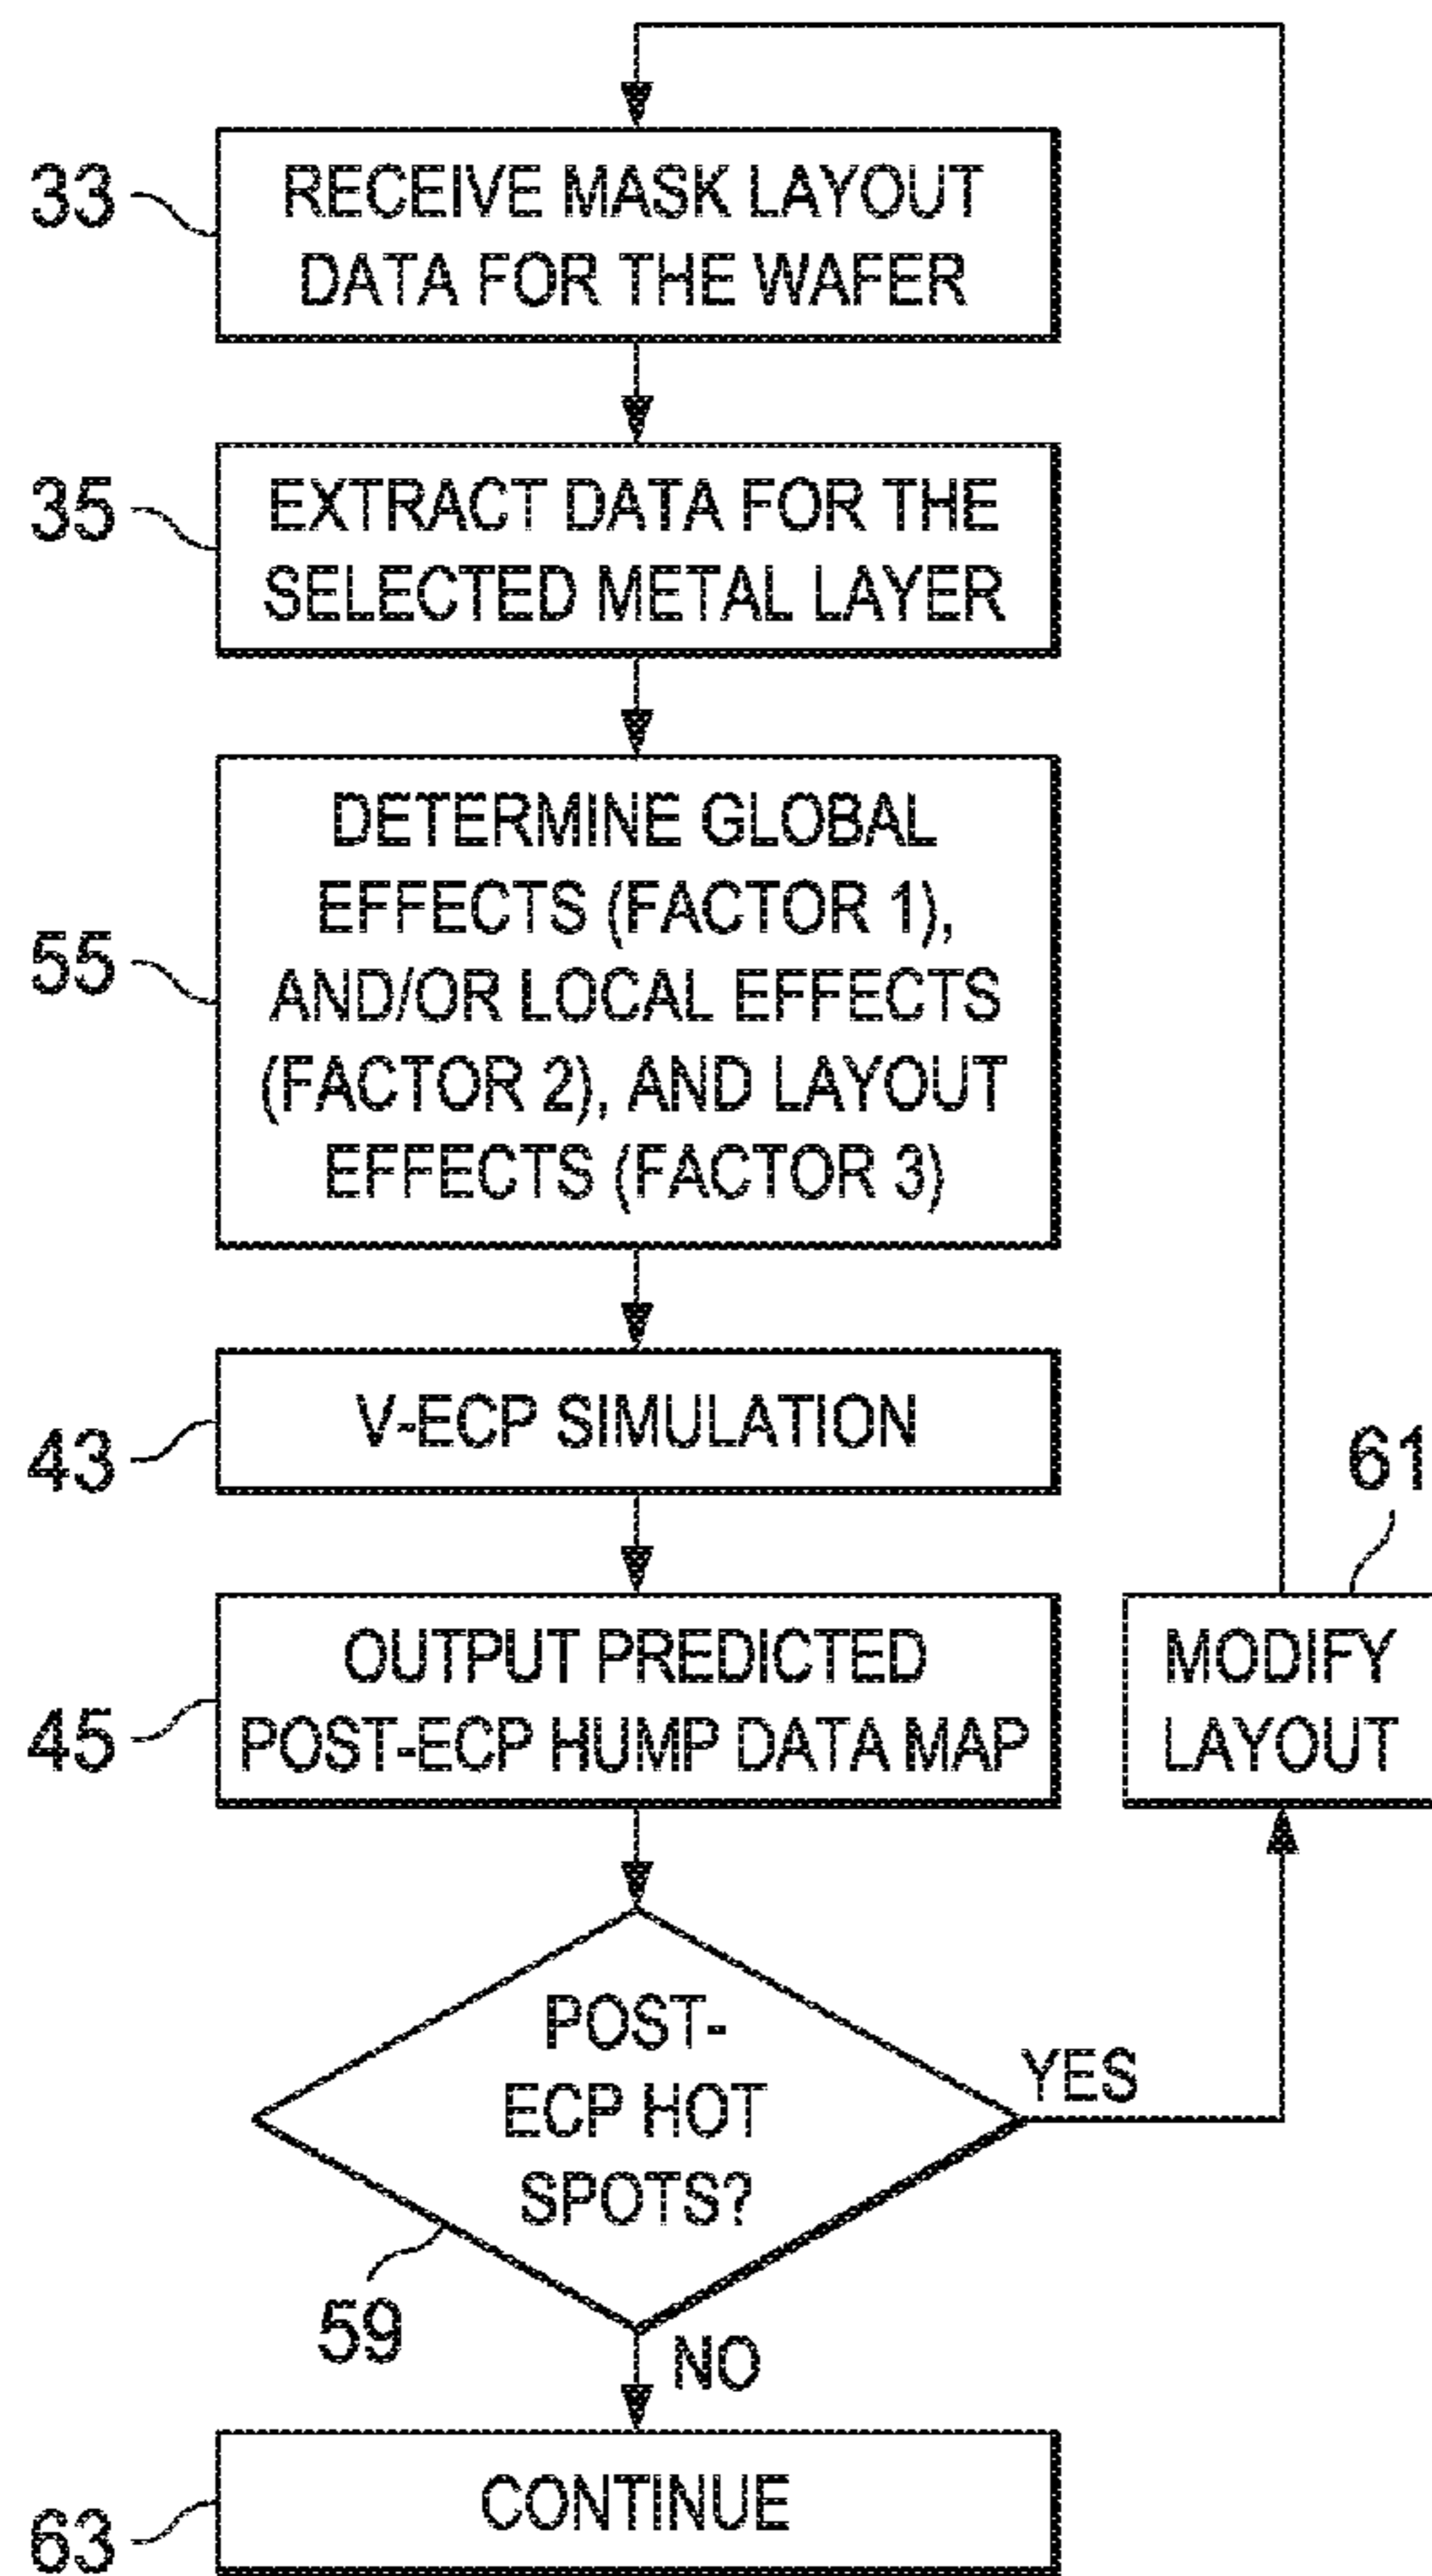 33
RECEIVE MASK LAYOUT
DATA FOR THE WAFER
35
EXTRACT DATA FOR THE
SELECTED METAL LAYER
55
DETERMINE GLOBAL
EFFECTS (FACTOR 1),
AND/OR LOCAL EFFECTS
(FACTOR 2), AND LAYOUT
EFFECTS (FACTOR 3)
43
V-ECP SIMULATION
45
OUTPUT PREDICTED
POST-ECP HUMP DATA MAP
61
MODIFY
LAYOUT
POST-
ECP HOT
SPOTS?
YES
59
NO
63
CONTINUE